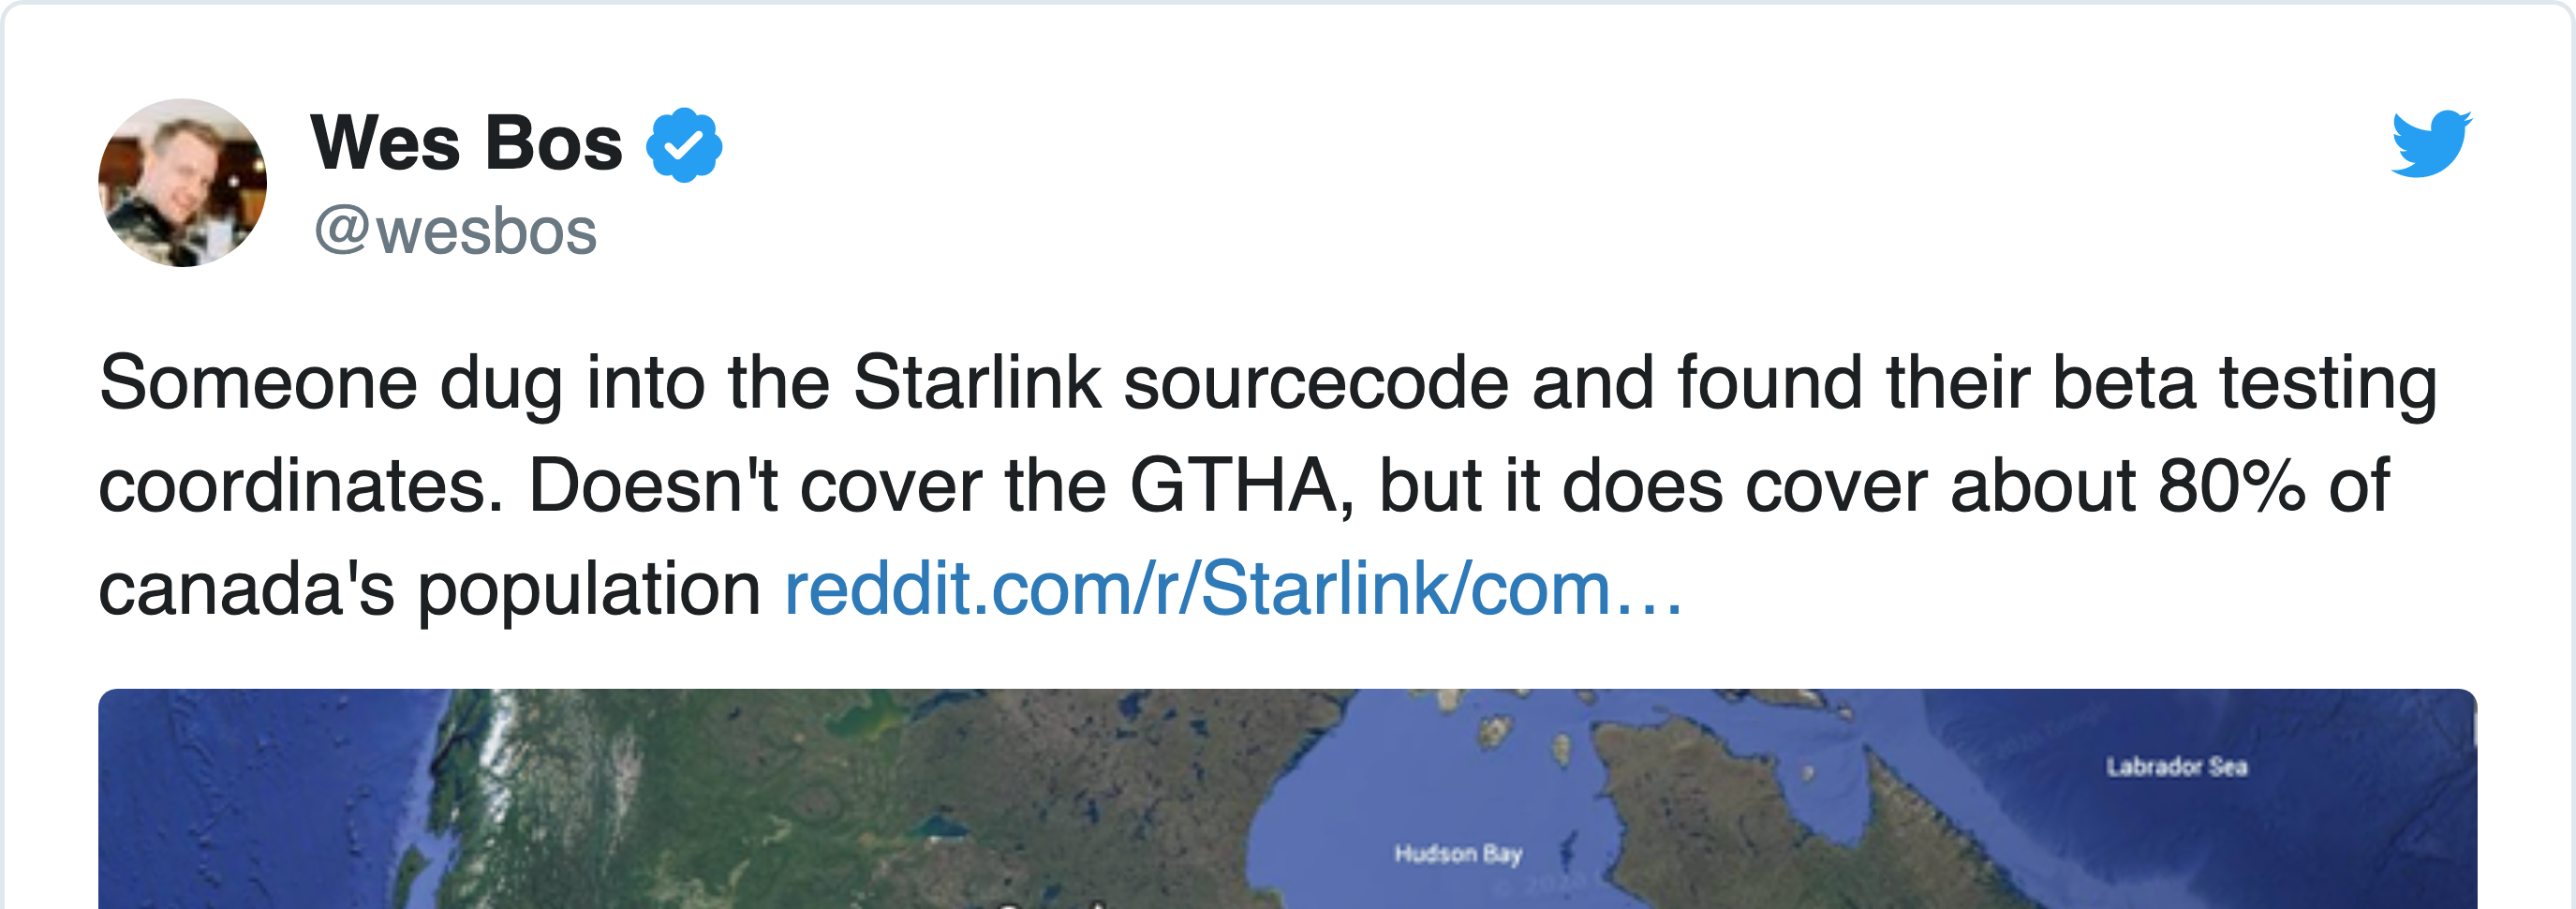 Wes Bos
@wesbos
Someone dug into the Starlink sourcecode and found their beta testing
coordinates. Doesn't cover the GTHA, but it does cover about 80% of
canada's population reddit.com/r/Starlink/com…
Labrador Sea
Hudson Bay